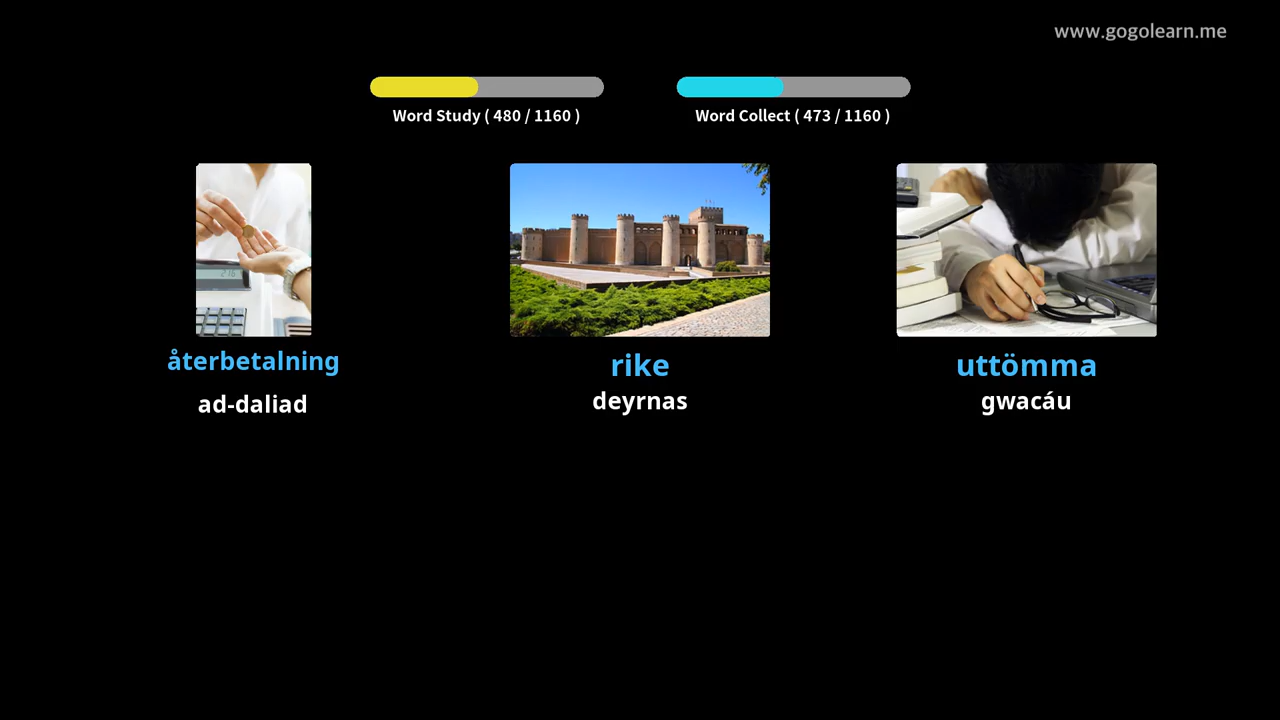 www.gogolearn.me
Word Study ( 480 / 1160 )
Word Collect ( 473 / 1160 )
återbetalning
ad-daliad
rike
deyrnas
uttömma
gwacáu